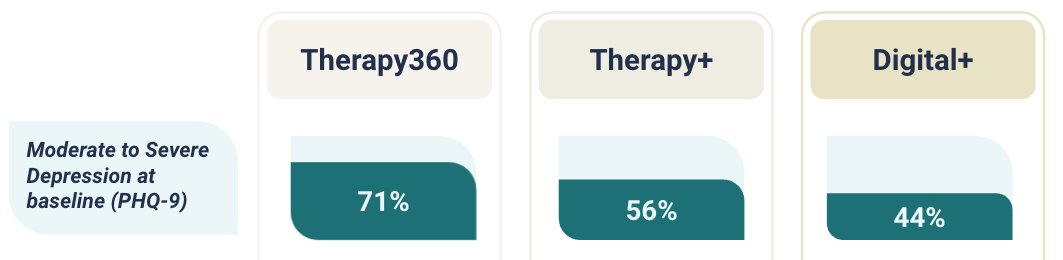 Therapy360
Therapy+
Digital+
Moderate to Severe
Depression at
baseline (PHQ-9)
71%
56%
44%